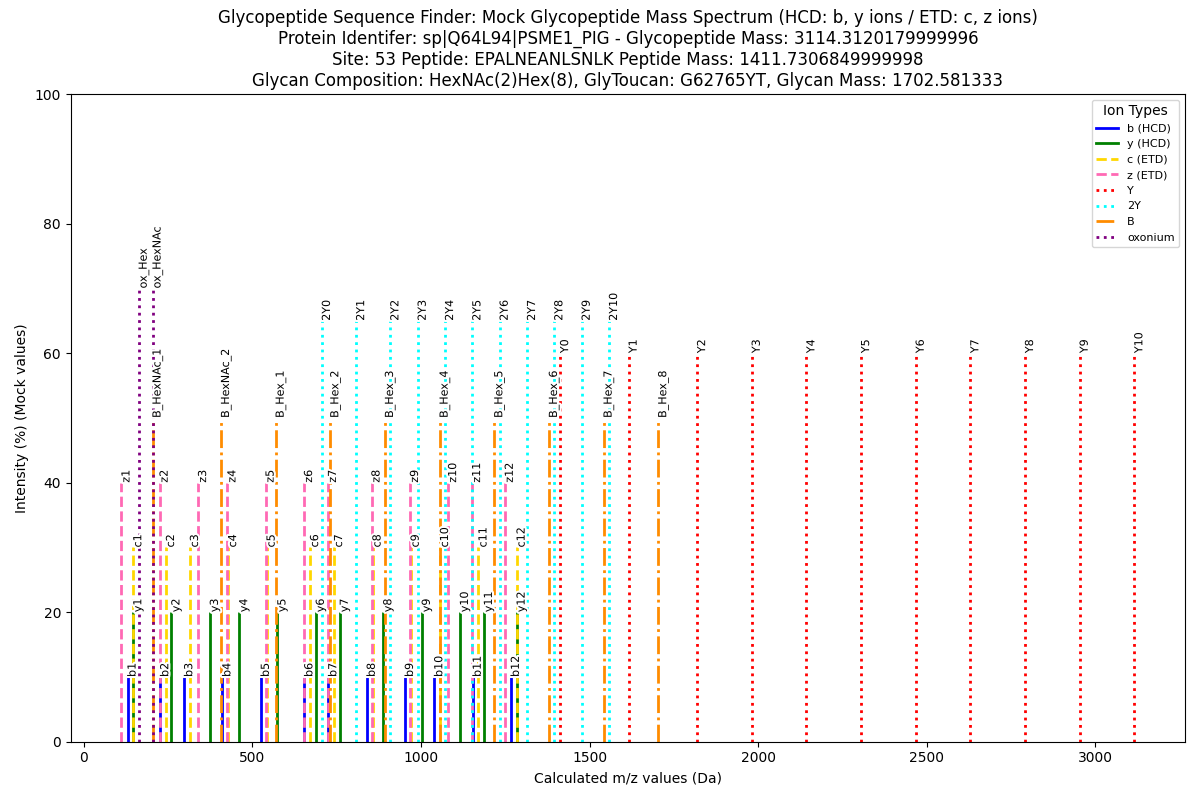 Glycopeptide Sequence Finder: Mock Glycopeptide Mass Spectrum (HCD: b, y ions / ETD: c, z ions)
Protein Identifer: sp|Q64L94|PSME1_PIG - Glycopeptide Mass: 3114.3120179999996
Site: 53 Peptide: EPALNEANLSNLK Peptide Mass: 1411.7306849999998
Glycan Composition: HexNAc(2)Hex(8), GlyToucan: G62765YT, Glycan Mass: 1702.581333
Intensity (%) (Mock values)
100
80
60
40
20
0
Ion Types
b (HCD)
y (HCD)
c (ETD)
z (ETD)
Y
2Y
B
oxonium
ox_Hex
ox_HexNAc
2Y0
2Y1
2Y2
2Y3
2Y4
2Y5
2Y6
2Y7
2Y8
2Y9
2Y10
Y0
Y1
Y2
Y3
Y4
Y5
Y6
Y7
Y8
Y9
Y10
B_HexNAc_1
B_HexNAc_2
B_Hex_1
B_Hex_2
B_Hex_3
B_Hex_4
B_Hex_5
B_Hex_6
B_Hex_7
B_Hex_8
z1
z2
z3
z4
z5
z6
z7
z8
z9
z10
z11
z12
c1
c2
c3
c4
c5
c6
c7
c8
c9
c10
c11
c12
y1
y2
y3
y4
y5
y6
y7
y8
y9
y10
y11
y12
b1
b2
b3
b4
b5
b6
b7
b8
b9
b10
b11
b12
0
500
1000
1500
2000
2500
3000
Calculated m/z values (Da)